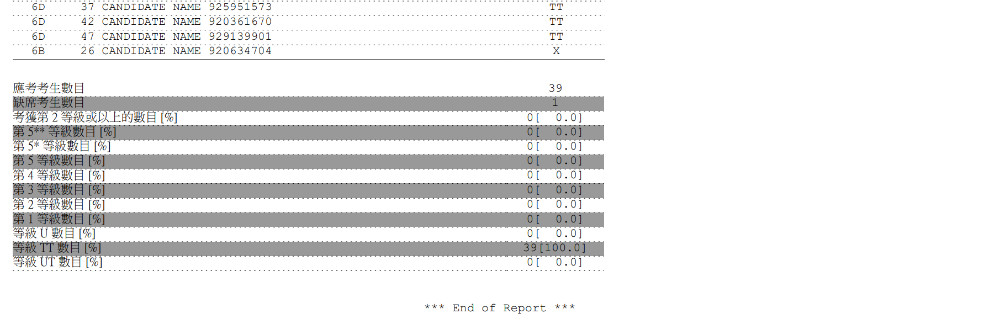 6D 37 CANDIDATE NAME 925951573 TT
6D 42 CANDIDATE NAME 920361670 TT
6D 47 CANDIDATE NAME 929139901 TT
6B 26 CANDIDATE NAME 920634704 X
應考考生數目 39
缺席考生數目 1
考獲第 2 等級或以上的數目 [%] 0[ 0.0]
第 5** 等級數目 [%] 0[ 0.0]
第 5* 等級數目 [%] 0[ 0.0]
第 5 等級數目 [%] 0[ 0.0]
第 4 等級數目 [%] 0[ 0.0]
第 3 等級數目 [%] 0[ 0.0]
第 2 等級數目 [%] 0[ 0.0]
第 1 等級數目 [%] 0[ 0.0]
等級 U 數目 [%] 0[ 0.0]
等級 TT 數目 [%] 39[100.0]
等級 UT 數目 [%] 0[ 0.0]
*** End of Report ***